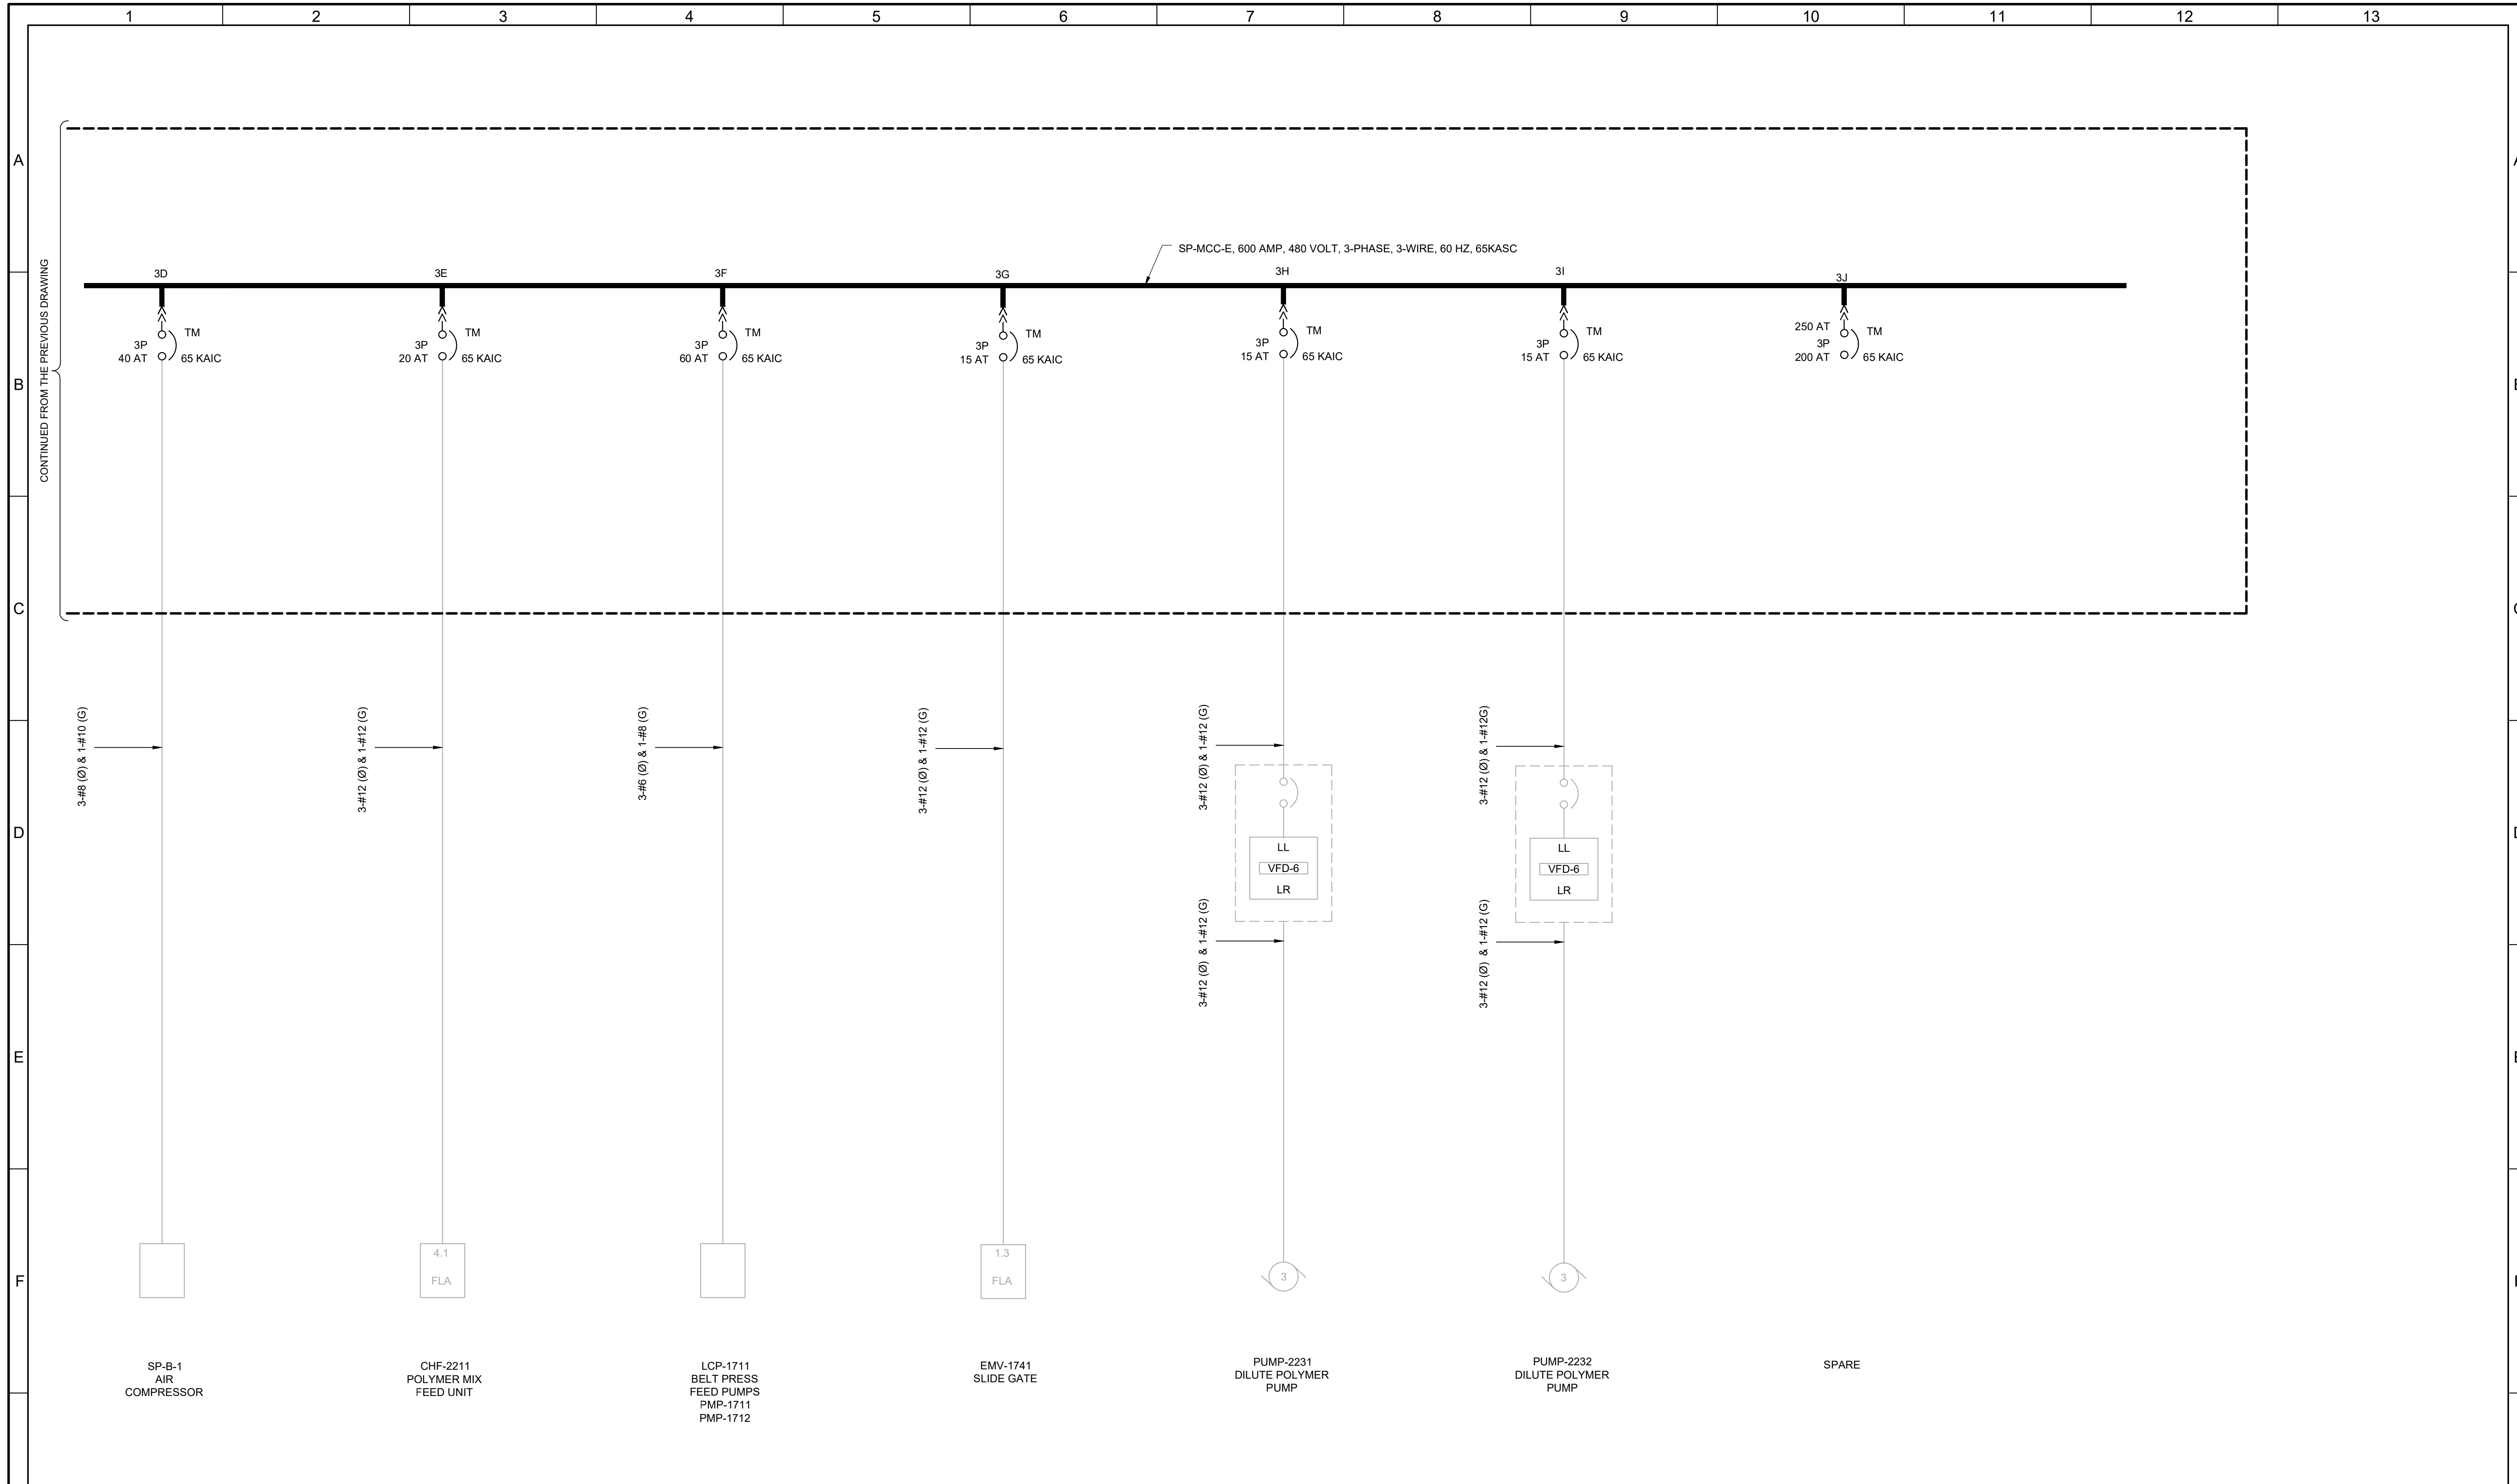 1 2 3 4 5 6 7 8 9 10 11 12 13
A
B
C
D
E
F
CONTINUED FROM THE PREVIOUS DRAWING
SP-MCC-E, 600 AMP, 480 VOLT, 3-PHASE, 3-WIRE, 60 HZ, 65KASC
3D
TM
3P
40 AT 65 KAIC
3-#8 (Ø) & 1-#10 (G)
SP-B-1
AIR
COMPRESSOR
3E
TM
3P
20 AT 65 KAIC
3-#12 (Ø) & 1-#12 (G)
4.1
FLA
CHF-2211
POLYMER MIX
FEED UNIT
3F
TM
3P
60 AT 65 KAIC
3-#6 (Ø) & 1-#8 (G)
LCP-1711
BELT PRESS
FEED PUMPS
PMP-1711
PMP-1712
3G
TM
3P
15 AT 65 KAIC
3-#12 (Ø) & 1-#12 (G)
1.3
FLA
EMV-1741
SLIDE GATE
3H
TM
3P
15 AT 65 KAIC
3-#12 (Ø) & 1-#12 (G)
LL
VFD-6
LR
3-#12 (Ø) & 1-#12 (G)
3
PUMP-2231
DILUTE POLYMER
PUMP
3I
TM
3P
15 AT 65 KAIC
3-#12 (Ø) & 1-#12G)
LL
VFD-6
LR
3-#12 (Ø) & 1-#12 (G)
3
PUMP-2232
DILUTE POLYMER
PUMP
3J
250 AT TM
3P
200 AT 65 KAIC
SPARE